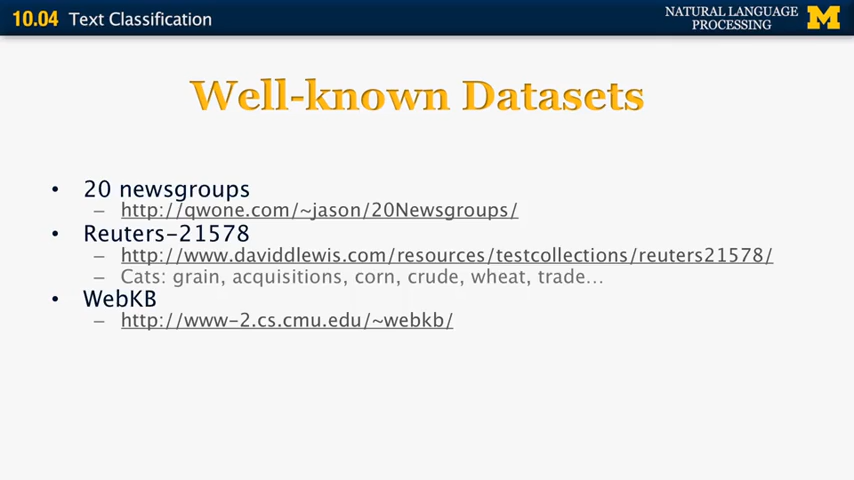 10.04 Text Classification
NATURAL LANGUAGE
PROCESSING
M
Well-known Datasets
• 20 newsgroups
– http://qwone.com/~jason/20Newsgroups/
• Reuters-21578
– http://www.daviddlewis.com/resources/testcollections/reuters21578/
– Cats: grain, acquisitions, corn, crude, wheat, trade...
• WebKB
– http://www-2.cs.cmu.edu/~webkb/